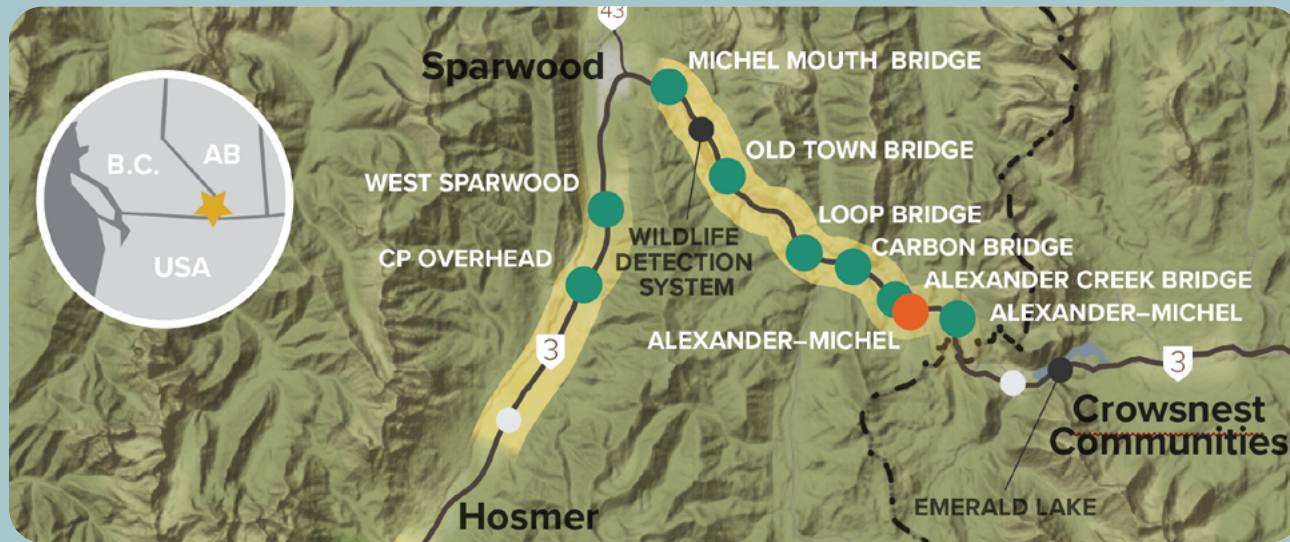 43
Sparwood
MICHEL MOUTH BRIDGE
OLD TOWN BRIDGE
B.C.
AB
USA
WEST SPARWOOD
CP OVERHEAD
WILDLIFE
DETECTION
SYSTEM
LOOP BRIDGE
CARBON BRIDGE
ALEXANDER CREEK BRIDGE
ALEXANDER–MICHEL
ALEXANDER–MICHEL
3
3
Crowsnest
Communities
EMERALD LAKE
Hosmer